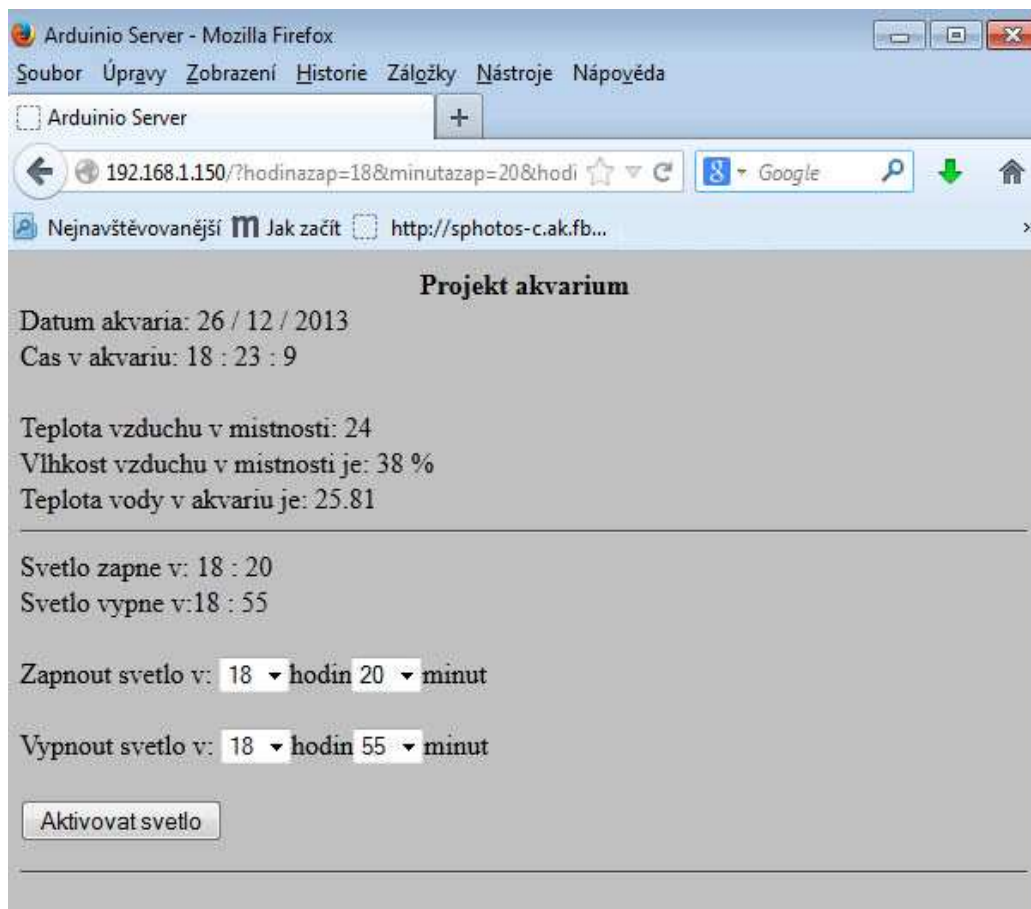 Arduinio Server - Mozilla Firefox
Soubor Úpravy Zobrazení Historie Záložky Nástroje Nápověda
Arduinio Server +
192.168.1.150/?hodinazap=18&minutazap=20&hodi Google
Nejnavštěvovanější Jak začít http://sphotos-c.ak.fb...
Projekt akvarium
Datum akvaria: 26 / 12 / 2013
Cas v akvariu: 18 : 23 : 9
Teplota vzduchu v mistnosti: 24
Vlhkost vzduchu v mistnosti je: 38 %
Teplota vody v akvariu je: 25.81
Svetlo zapne v: 18 : 20
Svetlo vypne v:18 : 55
Zapnout svetlo v: 18 hodin 20 minut
Vypnout svetlo v: 18 hodin 55 minut
Aktivovat svetlo